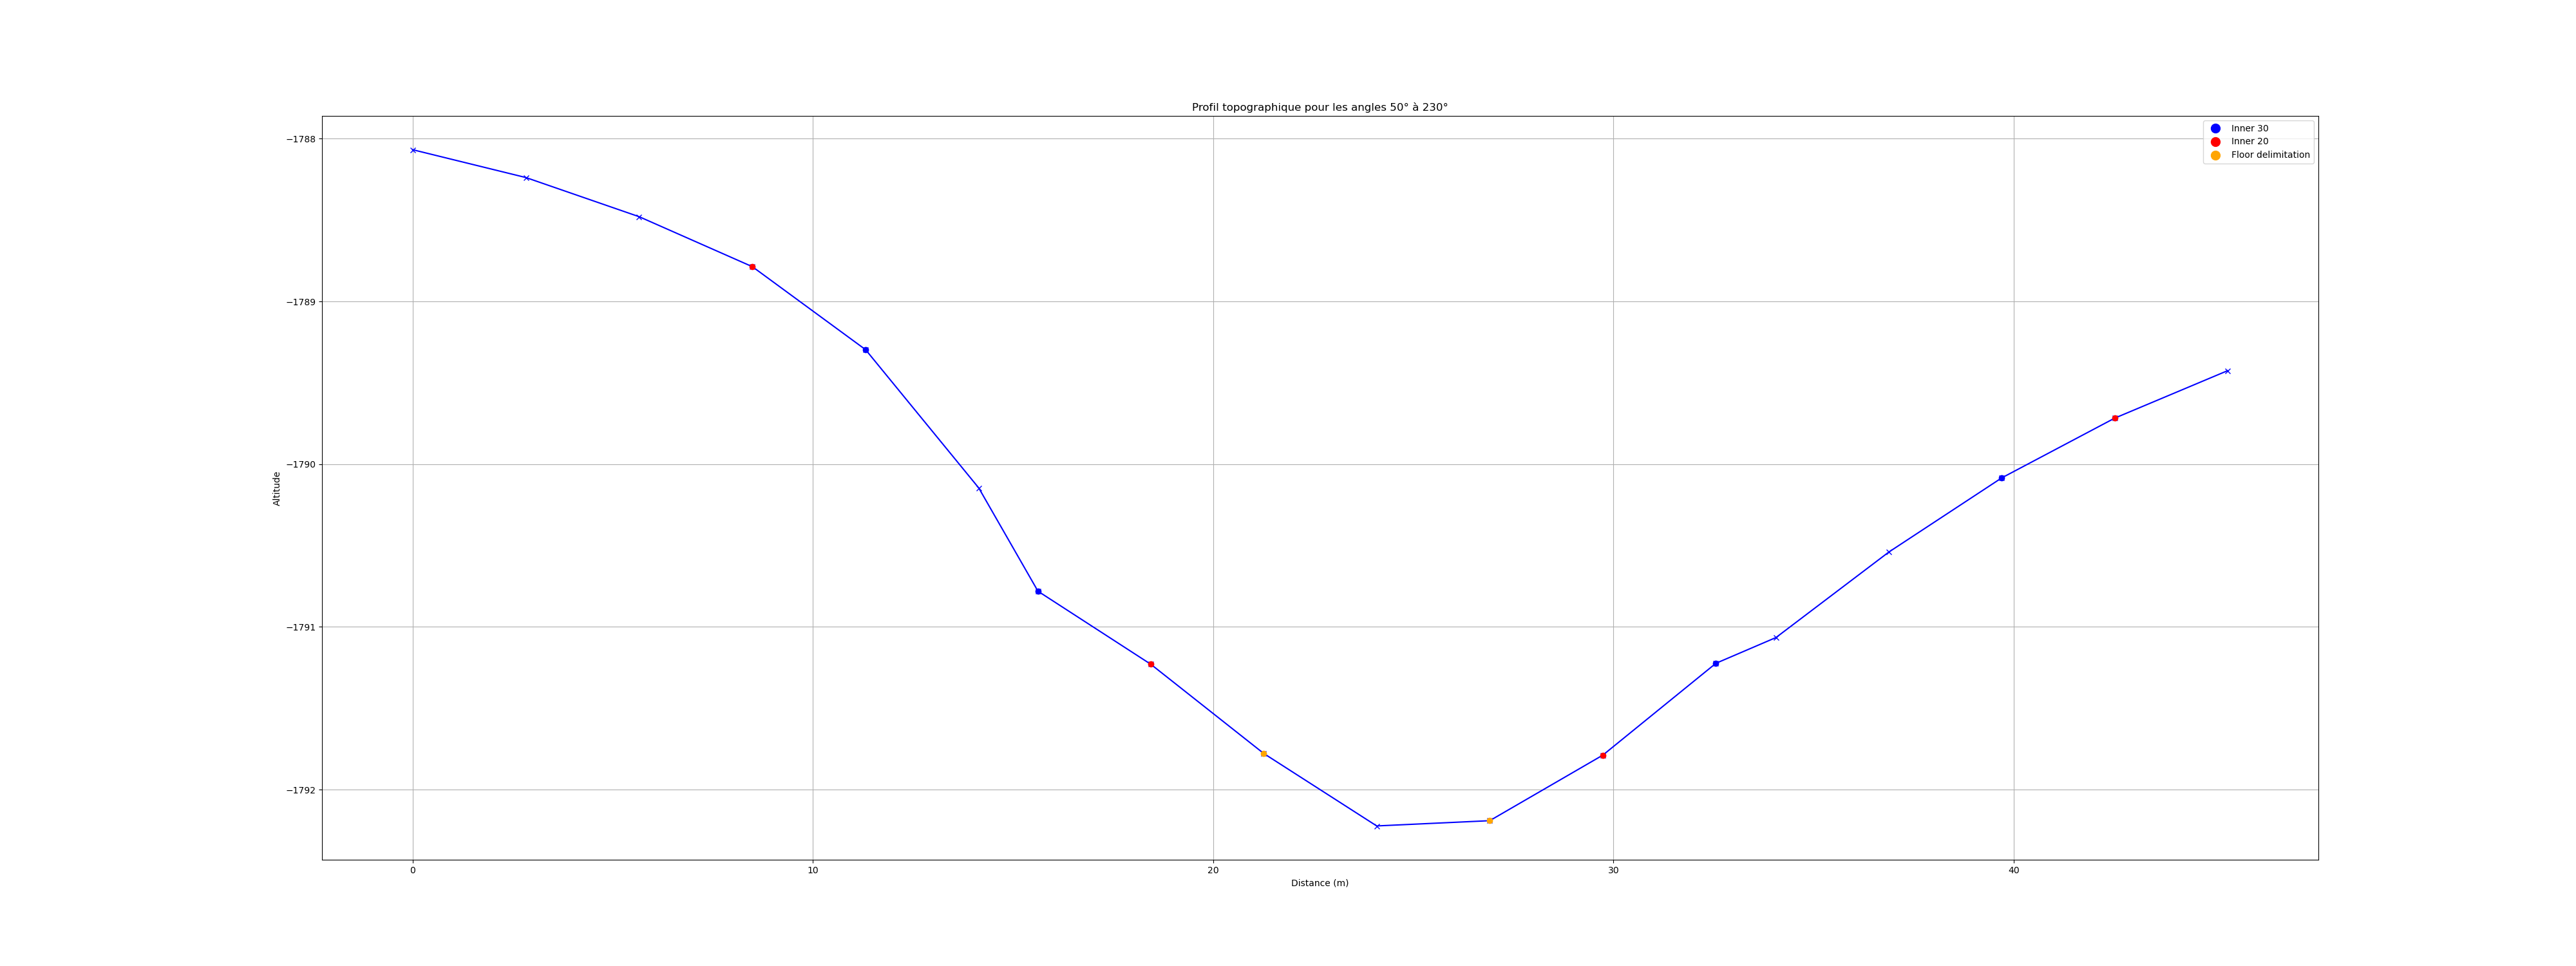 Profil topographique pour les angles 50° à 230°
Inner 30
Inner 20
Floor delimitation
−1788
−1789
−1790
−1791
−1792
Altitude
0 10 20 30 40
Distance (m)